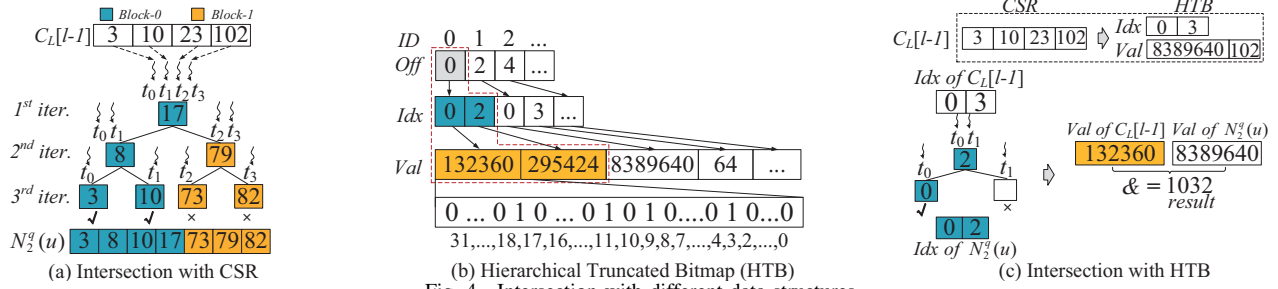 Block-0 Block-1
C_L[l-1] 3 10 23 102
t0 t1 t2 t3
1st iter. 17
t0 t1 t2 t3
2nd iter. 8 79
t0 t1 t2 t3
3rd iter. 3 10 73 82
✓ ✓ × ×
N_2^q(u) 3 8 10 17 73 79 82
(a) Intersection with CSR
ID 0 1 2 ...
Off 0 2 4 ...
Idx 0 2 0 3 ...
Val 132360 295424 8389640 64 ...
0 ... 0 1 0 ... 0 1 0 1 0....0 1 0...0
31,...,18,17,16,...,11,10,9,8,7,...,4,3,2,...,0
(b) Hierarchical Truncated Bitmap (HTB)
CSR HTB
C_L[l-1] 3 10 23 102 Idx 0 3
Val 8389640 102
Idx of C_L[l-1]
0 3
t0 t1
2
t0 t1
0
✓ ×
0 2
Idx of N_2^q(u)
Val of C_L[l-1] Val of N_2^q(u)
132360 8389640
& = 1032
result
(c) Intersection with HTB